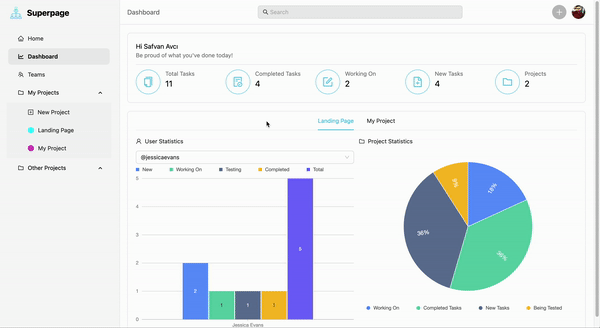 Superpage
Dashboard
Search
Home
Dashboard
Teams
My Projects
New Project
Landing Page
My Project
Other Projects
Hi Safvan Avcı
Be proud of what you've done today!
Total Tasks
11
Completed Tasks
4
Working On
2
New Tasks
4
Projects
2
Landing Page
My Project
User Statistics
@jessicaevans
New
Working On
Testing
Completed
Total
5
4
3
2
1
0
2
1
1
1
5
Jessica Evans
Project Statistics
18%
36%
36%
9%
Working On
Completed Tasks
New Tasks
Being Tested